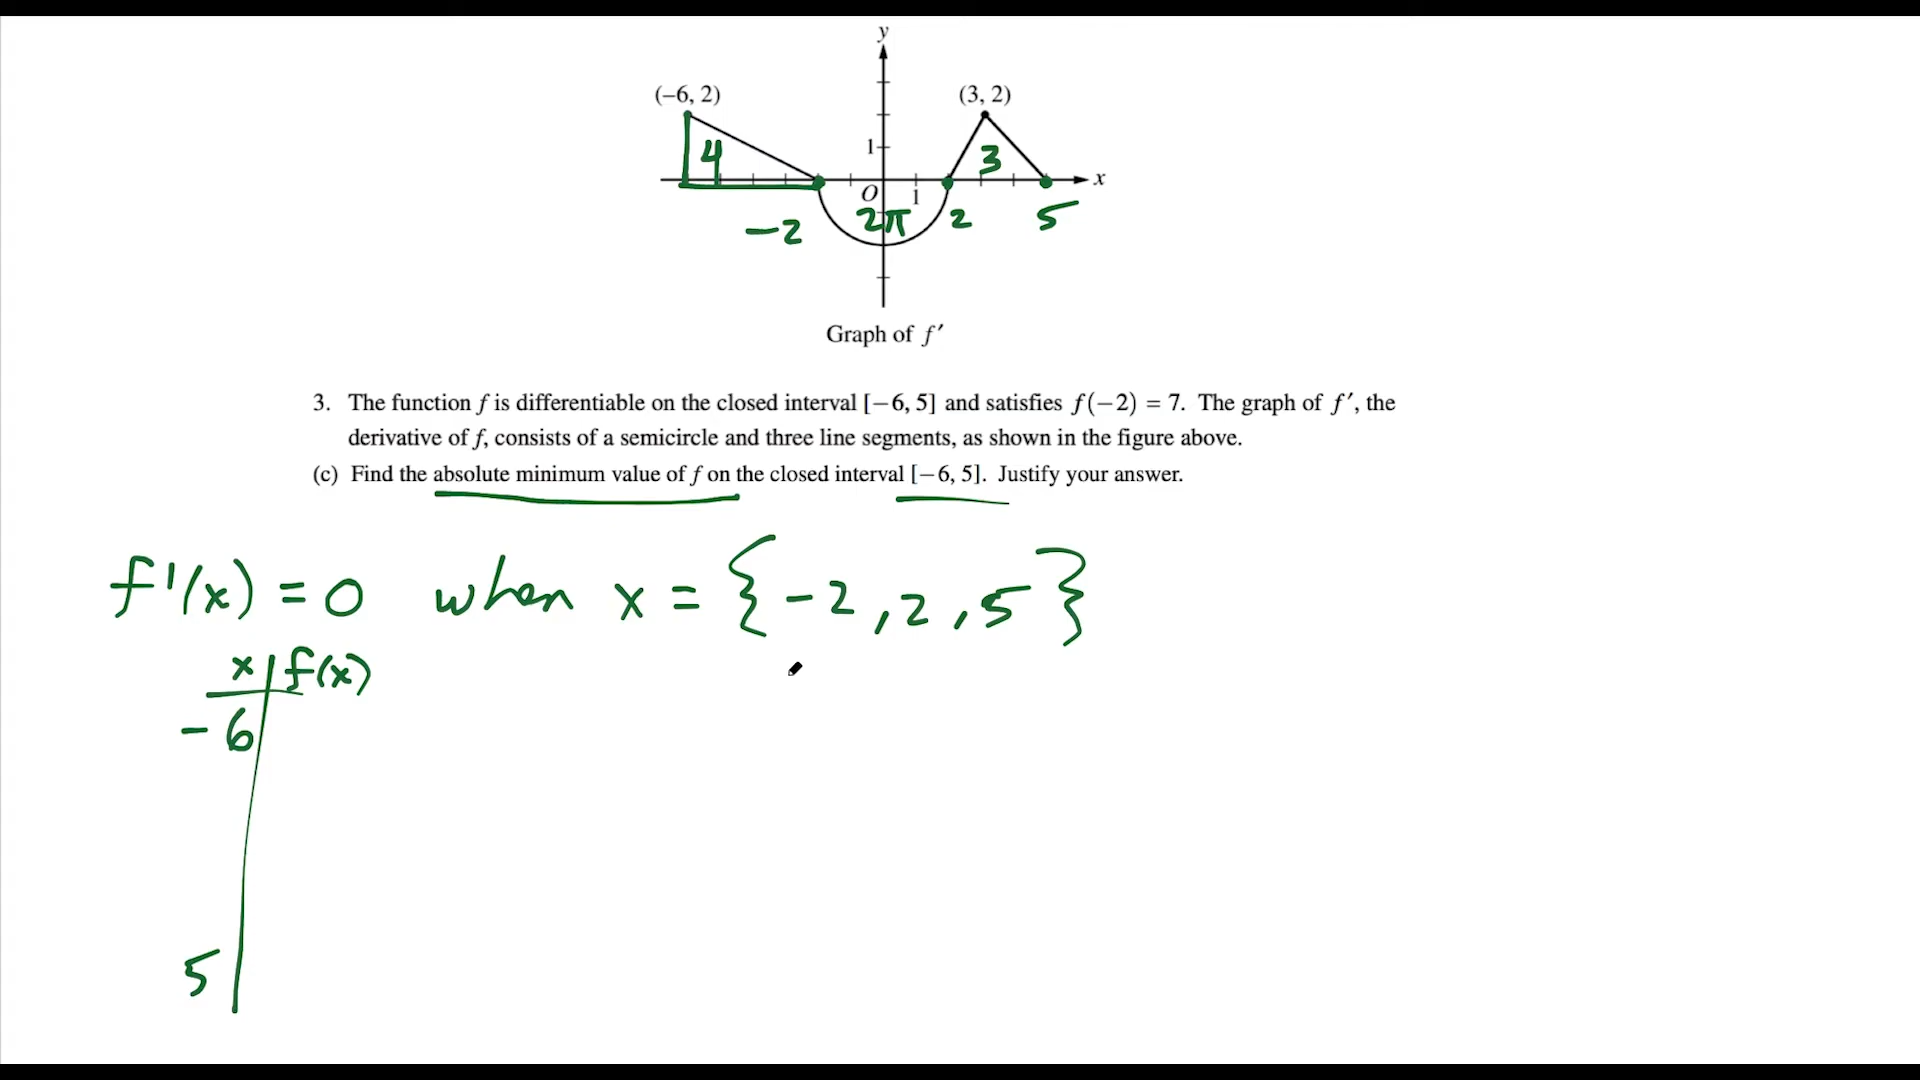 y
(−6, 2)
(3, 2)
4
1
3
x
O
1
−2
2π
2
5
Graph of f′
3. The function f is differentiable on the closed interval [−6, 5] and satisfies f(−2) = 7. The graph of f′, the
derivative of f, consists of a semicircle and three line segments, as shown in the figure above.
(c) Find the absolute minimum value of f on the closed interval [−6, 5]. Justify your answer.
f'(x) = 0 when x = {-2, 2, 5}
x f(x)
-6
5